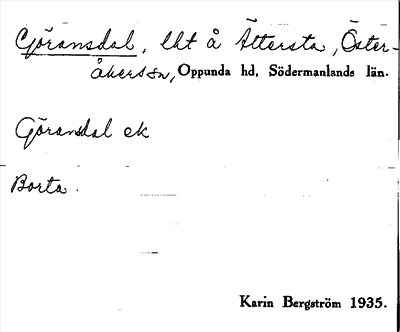 Göransdal, lht å Ättersta, Öster-
åkers sn, Oppunda hd, Södermanlands län.
Göransdal ek
Borta.
Karin Bergström 1935.